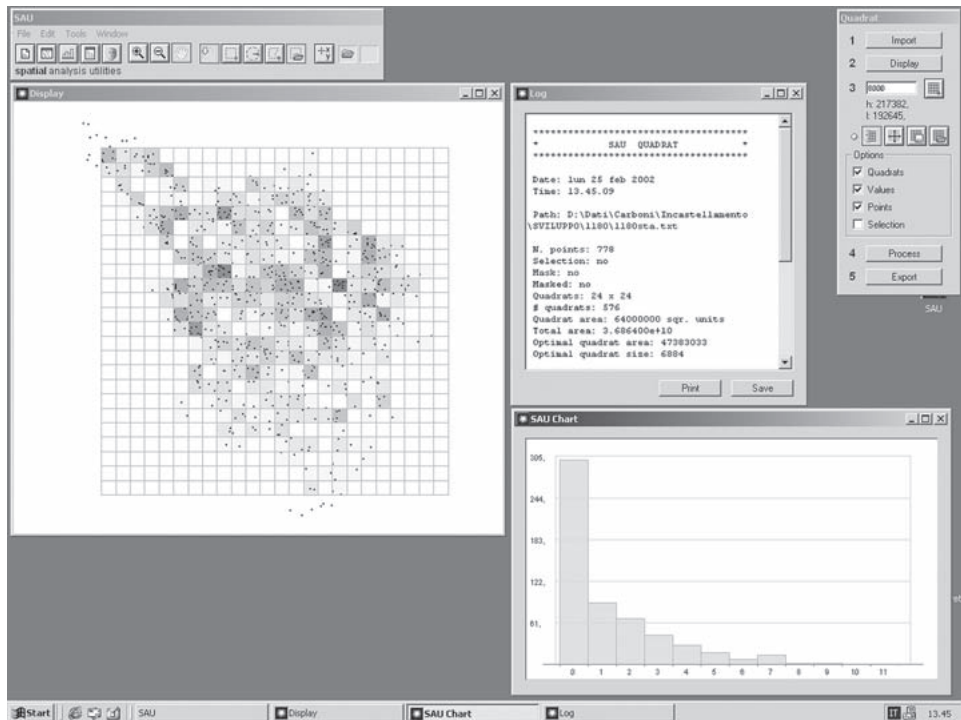 SAU
File Edit Tools Window
spatial analysis utilities
Display
Log
*************************************
* SAU QUADRAT *
*************************************
Date: lun 25 feb 2002
Time: 13.45.09
Path: D:\Dati\Carboni\Incastellamento
\SVILUPPO\1180\1180sta.txt
N. points: 778
Selection: no
Mask: no
Masked: no
Quadrats: 24 x 24
# quadrats: 576
Quadrat area: 64000000 sqr. units
Total area: 3.686400e+10
Optimal quadrat area: 47383033
Optimal quadrat size: 6884
Print Save
SAU Chart
305,
244,
183,
122,
61,
0 1 2 3 4 5 6 7 8 9 10 11
Quadrat
1 Import
2 Display
3 8000
h: 217382,
l: 192645,
Options
Quadrats
Values
Points
Selection
4 Process
5 Export
SAU
Start SAU Display SAU Chart Log IT 13.45